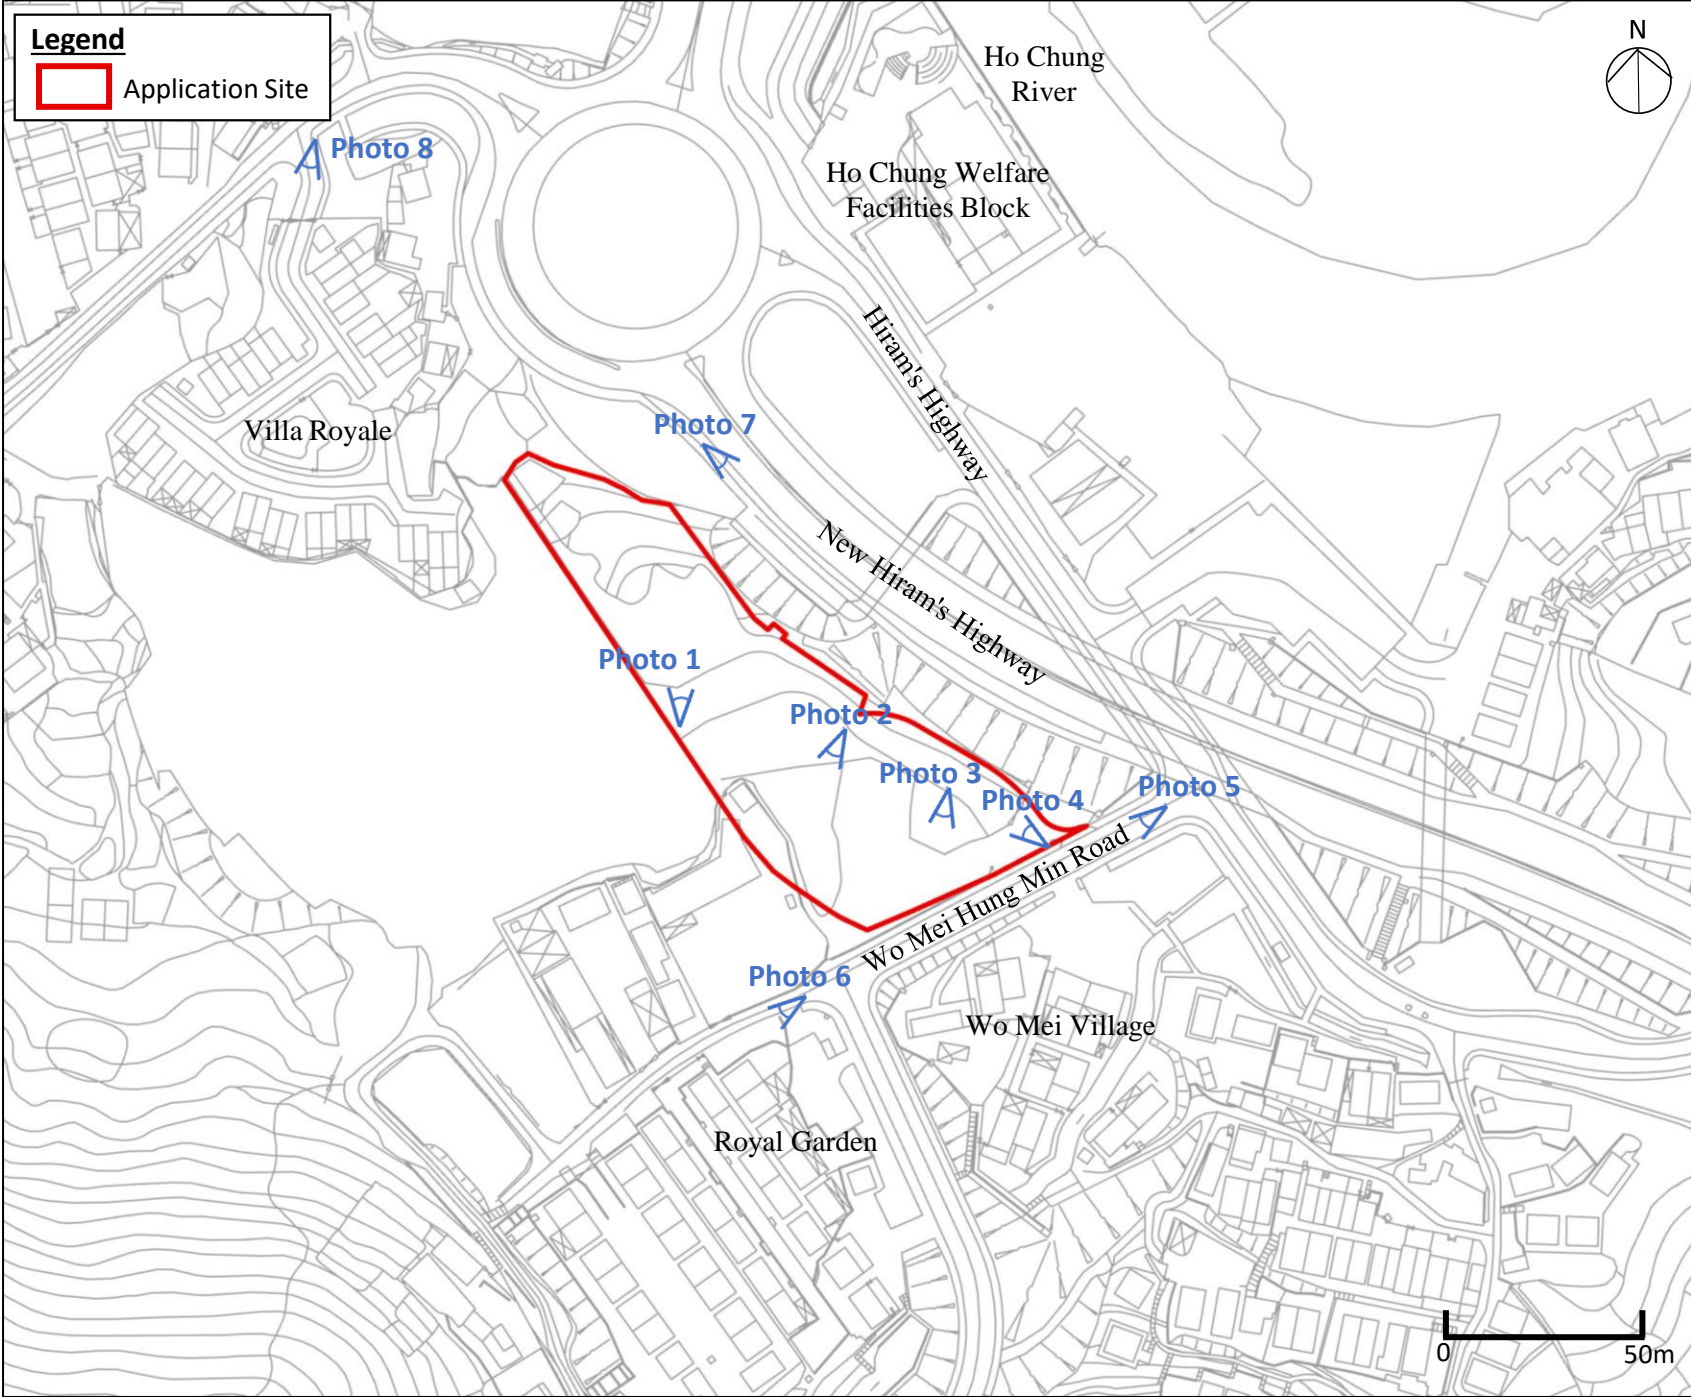 Legend
Application Site
N
Ho Chung
River
Photo 8
Ho Chung Welfare
Facilities Block
Hiram's Highway
Villa Royale
Photo 7
New Hiram's Highway
Photo 1
Photo 2
Photo 3
Photo 4
Photo 5
Wo Mei Hung Min Road
Photo 6
Wo Mei Village
Royal Garden
0 50m